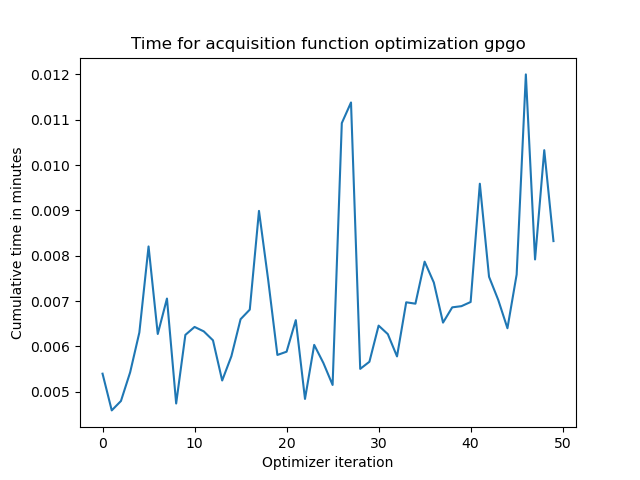 Time for acquisition function optimization gpgo
Cumulative time in minutes
0.012
0.011
0.010
0.009
0.008
0.007
0.006
0.005
0 10 20 30 40 50
Optimizer iteration